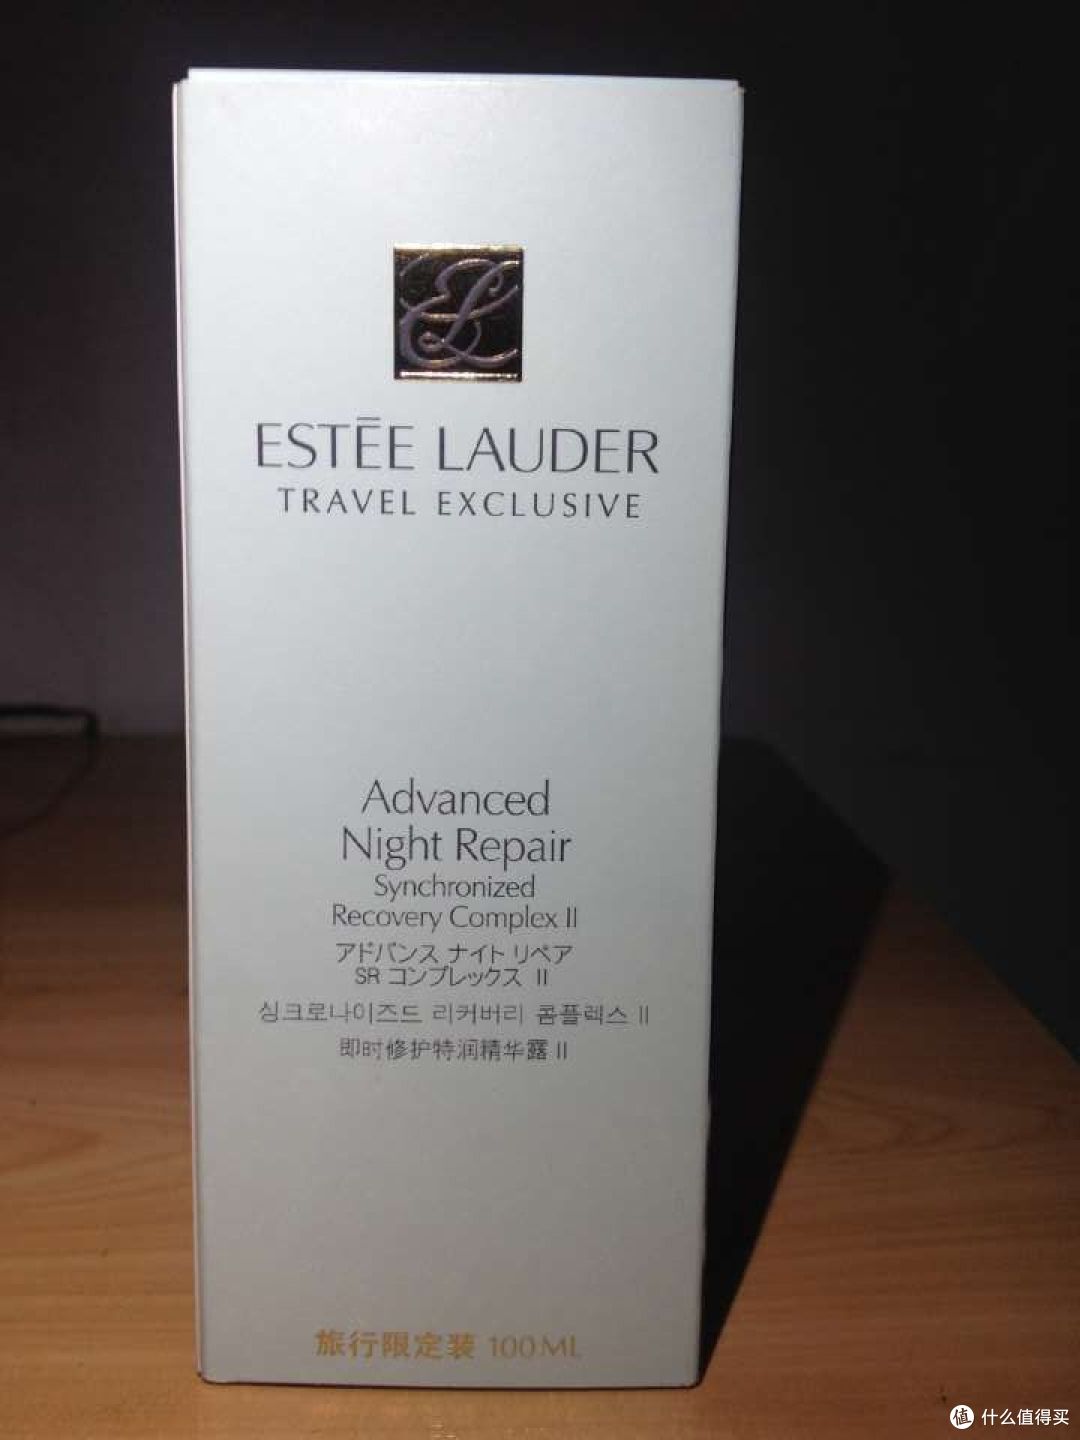 EL
ESTĒE LAUDER
TRAVEL EXCLUSIVE
Advanced
Night Repair
Synchronized
Recovery Complex II
アドバンス ナイト リペア
SR コンプレックス II
싱크로나이즈드 리커버리 콤플렉스 II
即时修护特润精华露 II
旅行限定装 100ML
值 什么值得买